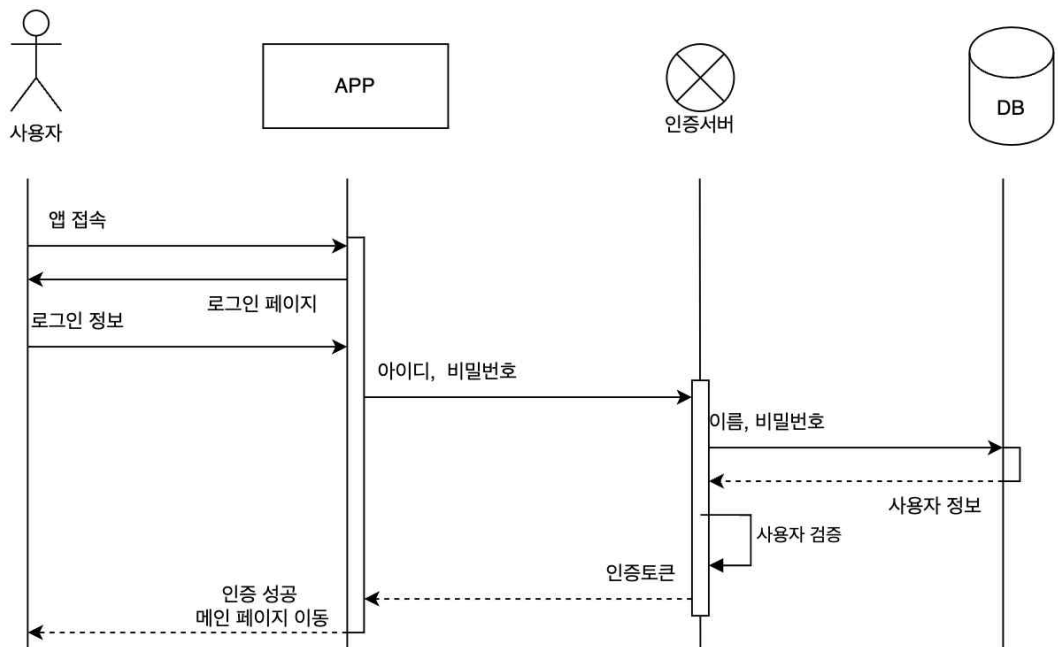 사용자
APP
인증서버
DB
앱 접속
로그인 페이지
로그인 정보
아이디, 비밀번호
이름, 비밀번호
사용자 정보
사용자 검증
인증토큰
인증 성공
메인 페이지 이동